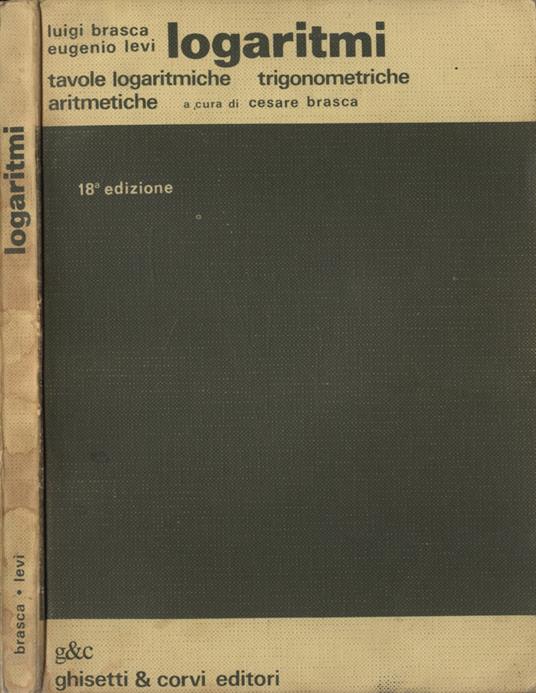 luigi brasca
eugenio levi
logaritmi
tavole logaritmiche trigonometriche
aritmetiche a cura di cesare brasca
18ª edizione
g&c
ghisetti & corvi editori
logaritmi
brasca • levi